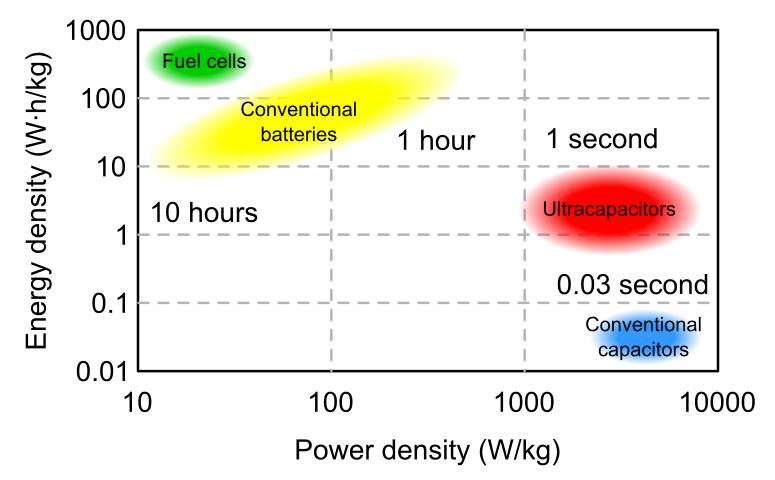 1000
Fuel cells
100
Conventional
batteries
1 hour
1 second
10
10 hours
Ultracapacitors
1
0.03 second
0.1
Conventional
capacitors
0.01
10
100
1000
10000
Energy density (W·h/kg)
Power density (W/kg)